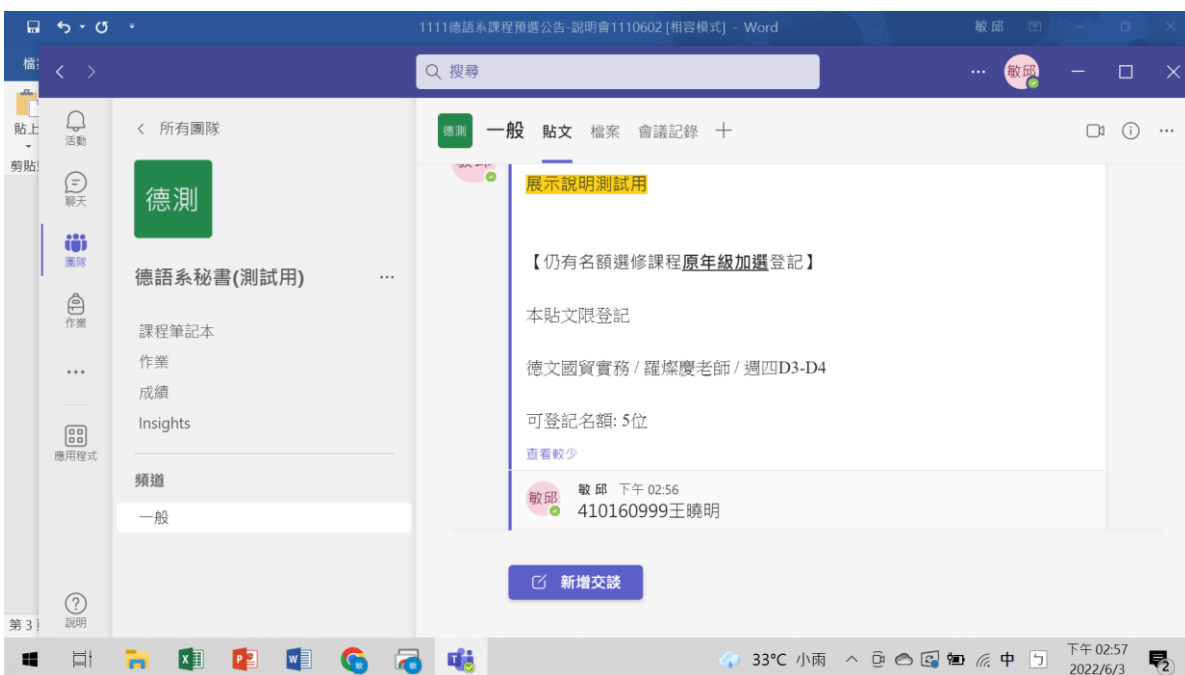 1111德語系課程預選公告-說明會1110602 [相容模式] - Word
敏 邱
搜尋
敏邱
貼上
活動
聊天
團隊
作業
應用程式
說明
所有團隊
德測
德語系秘書(測試用)
課程筆記本
作業
成績
Insights
頻道
一般
德測 一般 貼文 檔案 會議記錄
展示說明測試用
【仍有名額選修課程原年級加選登記】
本貼文限登記
德文國貿實務 / 羅燦慶老師 / 週四D3-D4
可登記名額: 5位
查看較少
敏邱 敏 邱 下午 02:56
410160999王曉明
新增交談
33°C 小雨 中 ㄅ
下午 02:57
2022/6/3
2